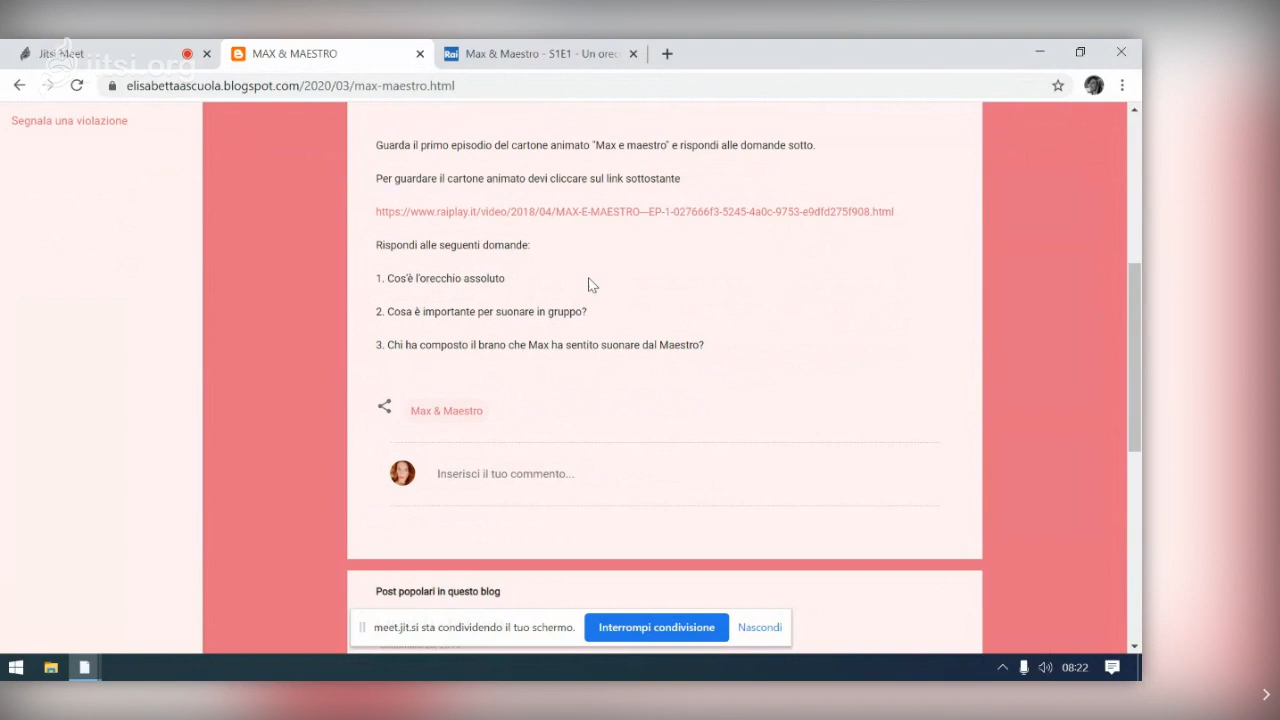 Jitsi Meet
MAX & MAESTRO
Rai Max & Maestro - S1E1 - Un orec
jitsi.org
elisabettaascuola.blogspot.com/2020/03/max-maestro.html
Segnala una violazione
Guarda il primo episodio del cartone animato "Max e maestro" e rispondi alle domande sotto.
Per guardare il cartone animato devi cliccare sul link sottostante
https://www.raiplay.it/video/2018/04/MAX-E-MAESTRO---EP-1-027666f3-5245-4a0c-9753-e9dfd275f908.html
Rispondi alle seguenti domande:
1. Cos'è l'orecchio assoluto
2. Cosa è importante per suonare in gruppo?
3. Chi ha composto il brano che Max ha sentito suonare dal Maestro?
Max & Maestro
Inserisci il tuo commento...
Post popolari in questo blog
meet.jit.si sta condividendo il tuo schermo.
Interrompi condivisione
Nascondi
08:22